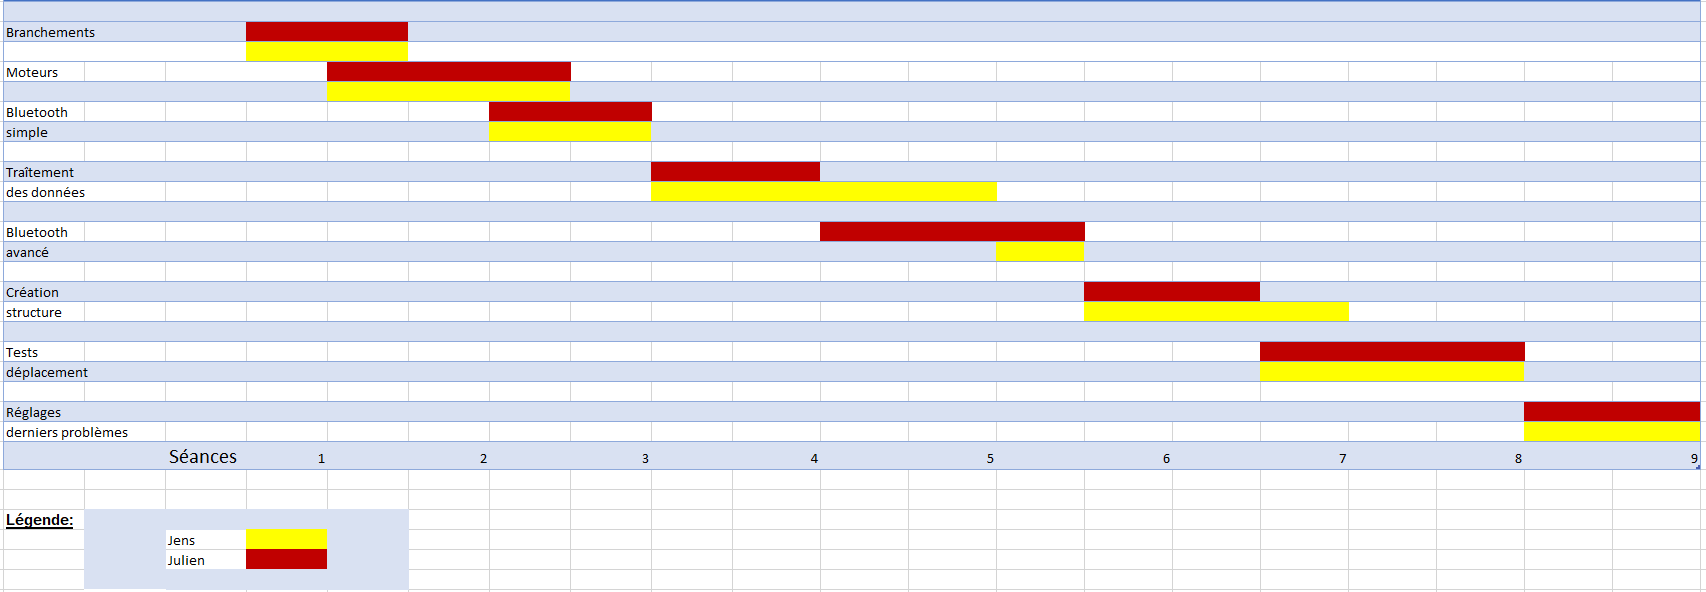 Branchements
Moteurs
Bluetooth
simple
Traîtement
des données
Bluetooth
avancé
Création
structure
Tests
déplacement
Réglages
derniers problèmes
Séances 1 2 3 4 5 6 7 8 9
Légende:
Jens
Julien